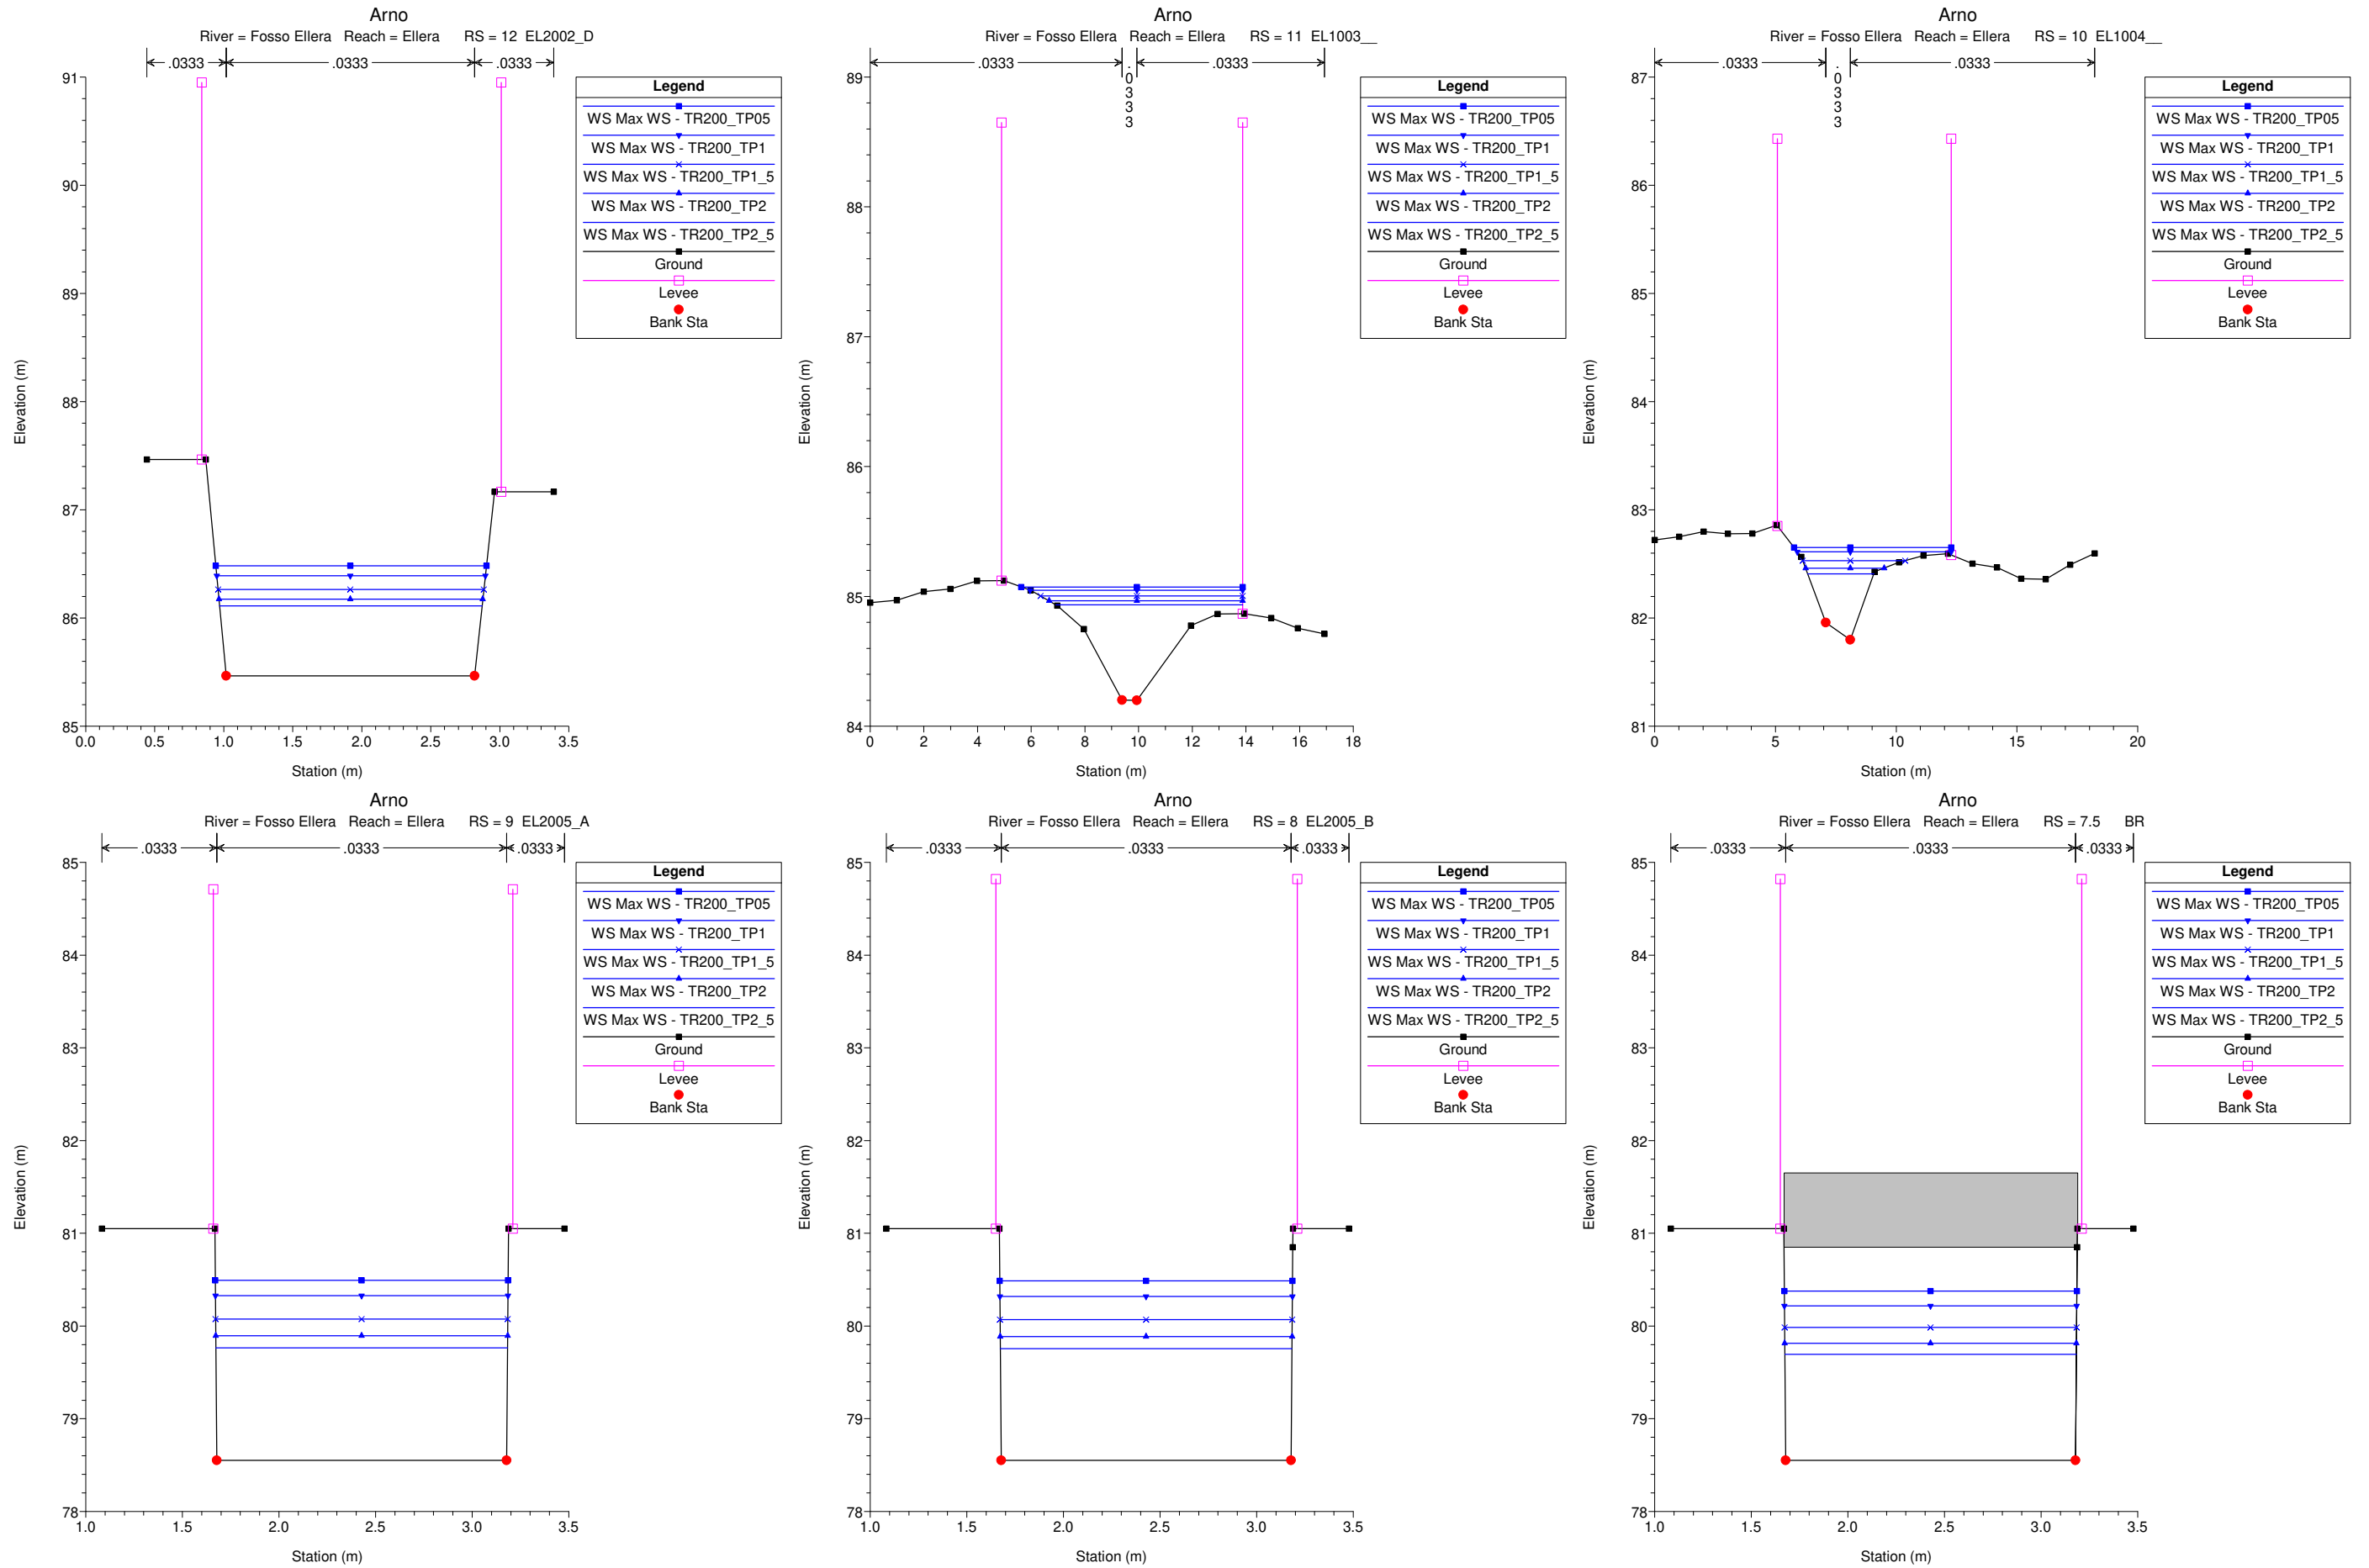 Arno
River = Fosso Ellera Reach = Ellera RS = 12 EL2002_D
.0333 .0333 .0333
91
90
89
88
87
86
85
0.0 0.5 1.0 1.5 2.0 2.5 3.0 3.5
Station (m)
Elevation (m)
Legend
WS Max WS - TR200_TP05
WS Max WS - TR200_TP1
WS Max WS - TR200_TP1_5
WS Max WS - TR200_TP2
WS Max WS - TR200_TP2_5
Ground
Levee
Bank Sta
Arno
River = Fosso Ellera Reach = Ellera RS = 11 EL1003__
.0333 .0333 .0333
89
88
87
86
85
84
0 2 4 6 8 10 12 14 16 18
Station (m)
Elevation (m)
Legend
WS Max WS - TR200_TP05
WS Max WS - TR200_TP1
WS Max WS - TR200_TP1_5
WS Max WS - TR200_TP2
WS Max WS - TR200_TP2_5
Ground
Levee
Bank Sta
Arno
River = Fosso Ellera Reach = Ellera RS = 10 EL1004__
.0333 .0333 .0333
87
86
85
84
83
82
81
0 5 10 15 20
Station (m)
Elevation (m)
Legend
WS Max WS - TR200_TP05
WS Max WS - TR200_TP1
WS Max WS - TR200_TP1_5
WS Max WS - TR200_TP2
WS Max WS - TR200_TP2_5
Ground
Levee
Bank Sta
Arno
River = Fosso Ellera Reach = Ellera RS = 9 EL2005_A
.0333 .0333 .0333
85
84
83
82
81
80
79
78
1.0 1.5 2.0 2.5 3.0 3.5
Station (m)
Elevation (m)
Legend
WS Max WS - TR200_TP05
WS Max WS - TR200_TP1
WS Max WS - TR200_TP1_5
WS Max WS - TR200_TP2
WS Max WS - TR200_TP2_5
Ground
Levee
Bank Sta
Arno
River = Fosso Ellera Reach = Ellera RS = 8 EL2005_B
.0333 .0333 .0333
85
84
83
82
81
80
79
78
1.0 1.5 2.0 2.5 3.0 3.5
Station (m)
Elevation (m)
Legend
WS Max WS - TR200_TP05
WS Max WS - TR200_TP1
WS Max WS - TR200_TP1_5
WS Max WS - TR200_TP2
WS Max WS - TR200_TP2_5
Ground
Levee
Bank Sta
Arno
River = Fosso Ellera Reach = Ellera RS = 7.5 BR
.0333 .0333 .0333
85
84
83
82
81
80
79
78
1.0 1.5 2.0 2.5 3.0 3.5
Station (m)
Elevation (m)
Legend
WS Max WS - TR200_TP05
WS Max WS - TR200_TP1
WS Max WS - TR200_TP1_5
WS Max WS - TR200_TP2
WS Max WS - TR200_TP2_5
Ground
Levee
Bank Sta